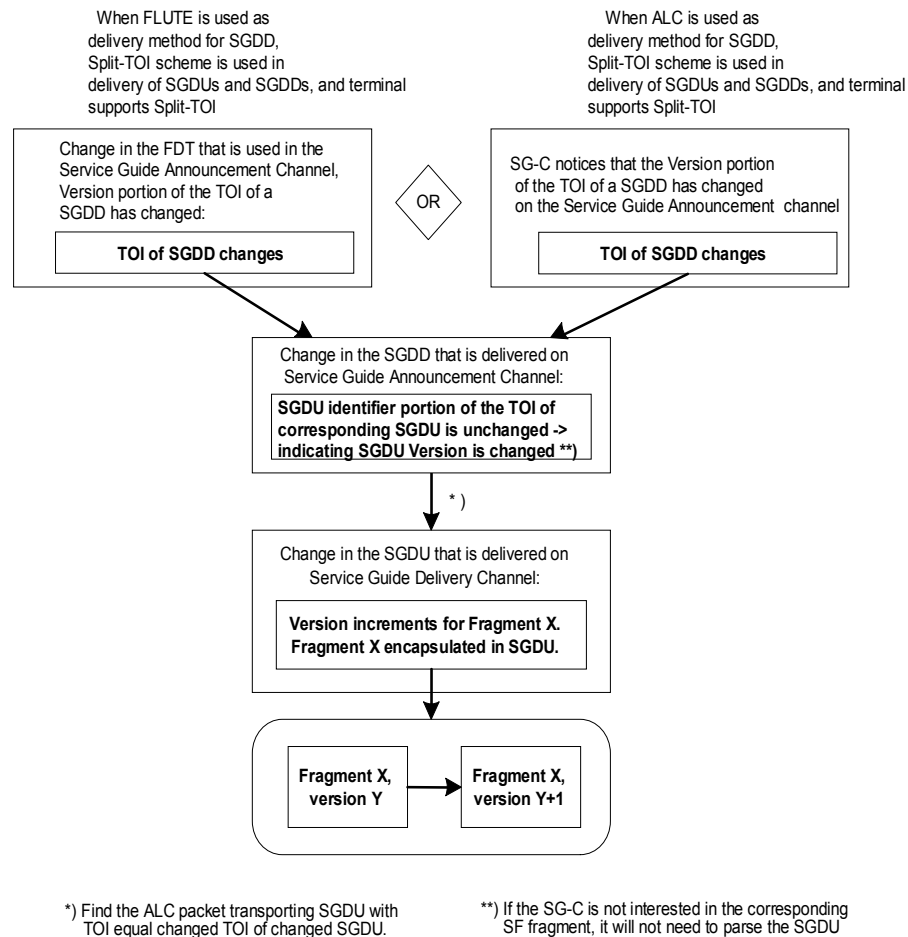 When FLUTE is used as
delivery method for SGDD,
Split-TOI scheme is used in
delivery of SGDUs and SGDDs, and terminal
supports Split-TOI
When ALC is used as
delivery method for SGDD,
Split-TOI scheme is used in
delivery of SGDUs and SGDDs, and terminal
supports Split-TOI
Change in the FDT that is used in the
Service Guide Announcement Channel,
Version portion of the TOI of a
SGDD has changed:
TOI of SGDD changes
OR
SG-C notices that the Version portion
of the TOI of a SGDD has changed
on the Service Guide Announcement channel
TOI of SGDD changes
Change in the SGDD that is delivered on
Service Guide Announcement Channel:
SGDU identifier portion of the TOI of
corresponding SGDU is unchanged ->
indicating SGDU Version is changed **)
* )
Change in the SGDU that is delivered on
Service Guide Delivery Channel:
Version increments for Fragment X.
Fragment X encapsulated in SGDU.
Fragment X,
version Y
Fragment X,
version Y+1
*) Find the ALC packet transporting SGDU with
TOI equal changed TOI of changed SGDU.
**) If the SG-C is not interested in the corresponding
SF fragment, it will not need to parse the SGDU